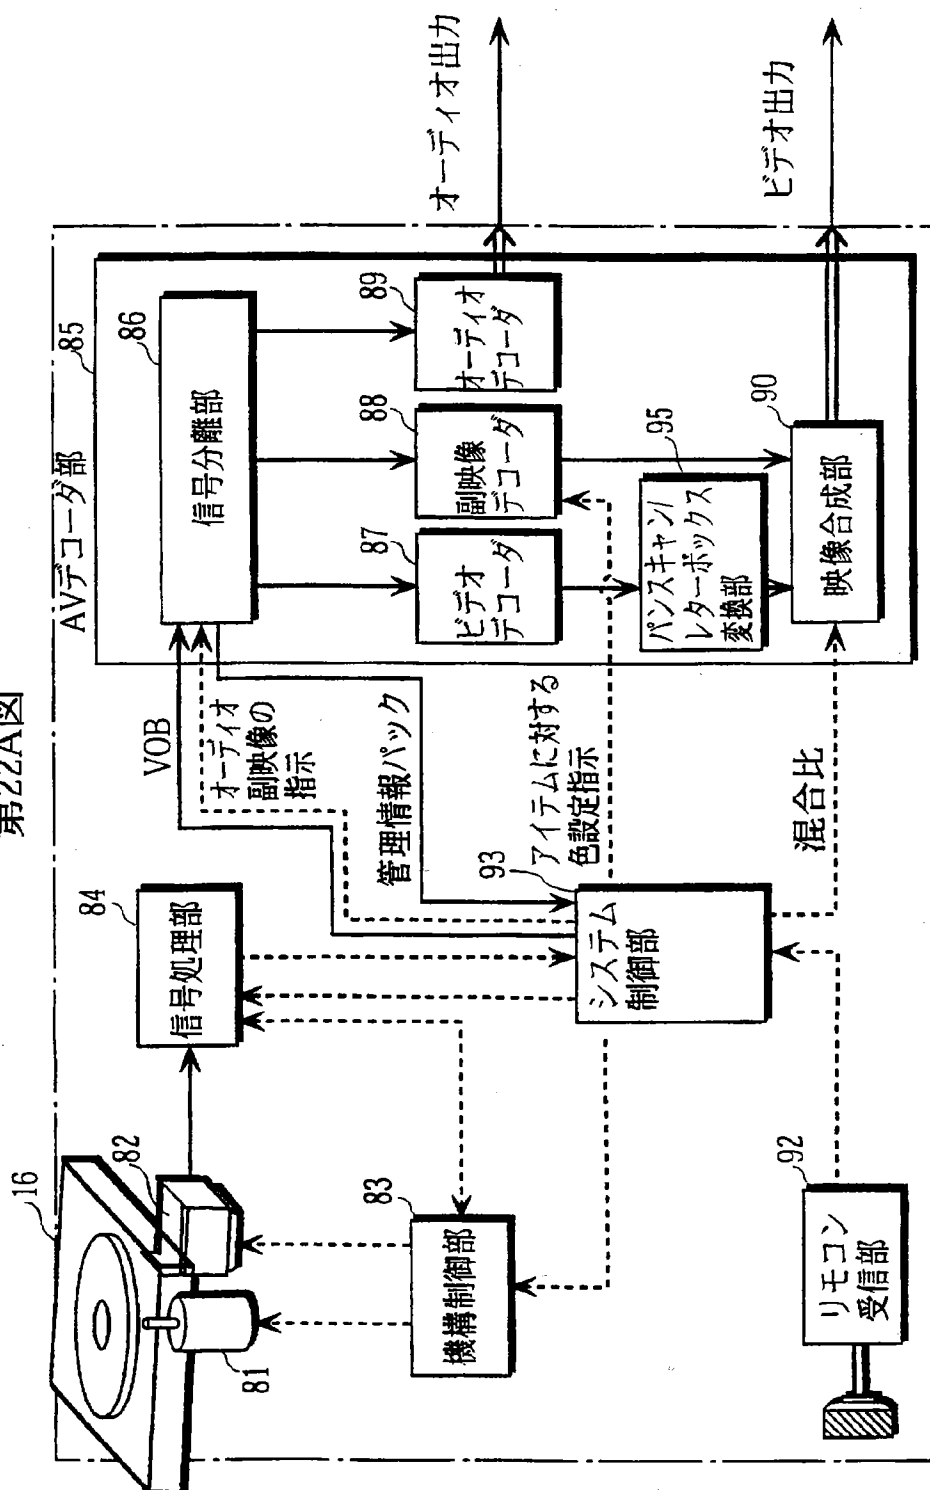 第22A図
16
82
81
84
信号処理部
83
機構制御部
92
リモコン
受信部
93
システム
制御部
VOB
オーディオ
副映像の
指示
管理情報パック
アイテムに対する
色設定指示
混合比
AVデコーダ部
85
86
信号分離部
87
ビデオ
デコーダ
88
副映像
デコーダ
89
オーディオ
デコーダ
95
パンスキャン/
レターボックス
変換部
90
映像合成部
オーディオ出力
ビデオ出力